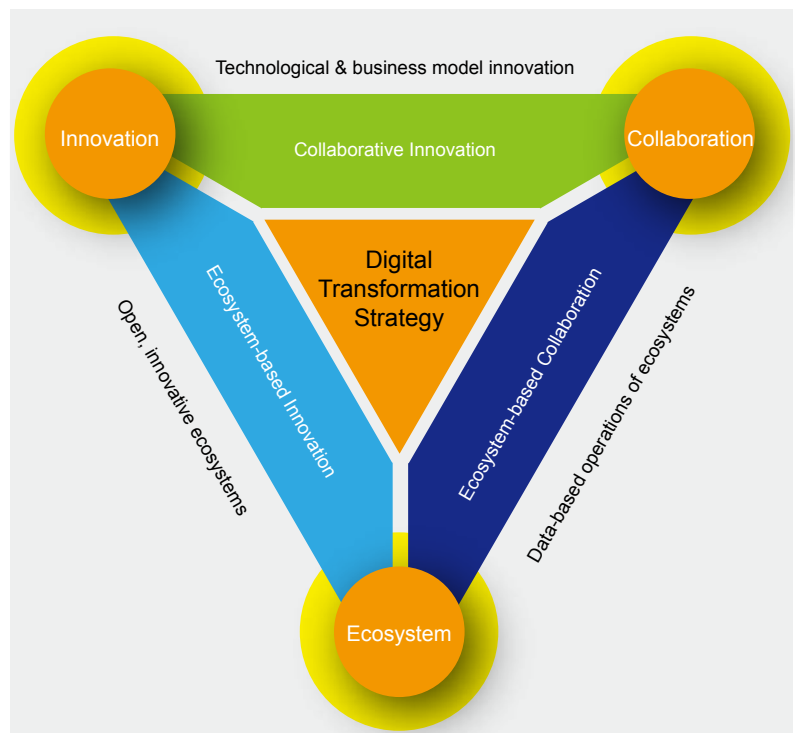 Technological & business model innovation
Innovation
Collaborative Innovation
Collaboration
Digital
Transformation
Strategy
Ecosystem-based Innovation
Open, innovative ecosystems
Ecosystem-based Collaboration
Data-based operations of ecosystems
Ecosystem